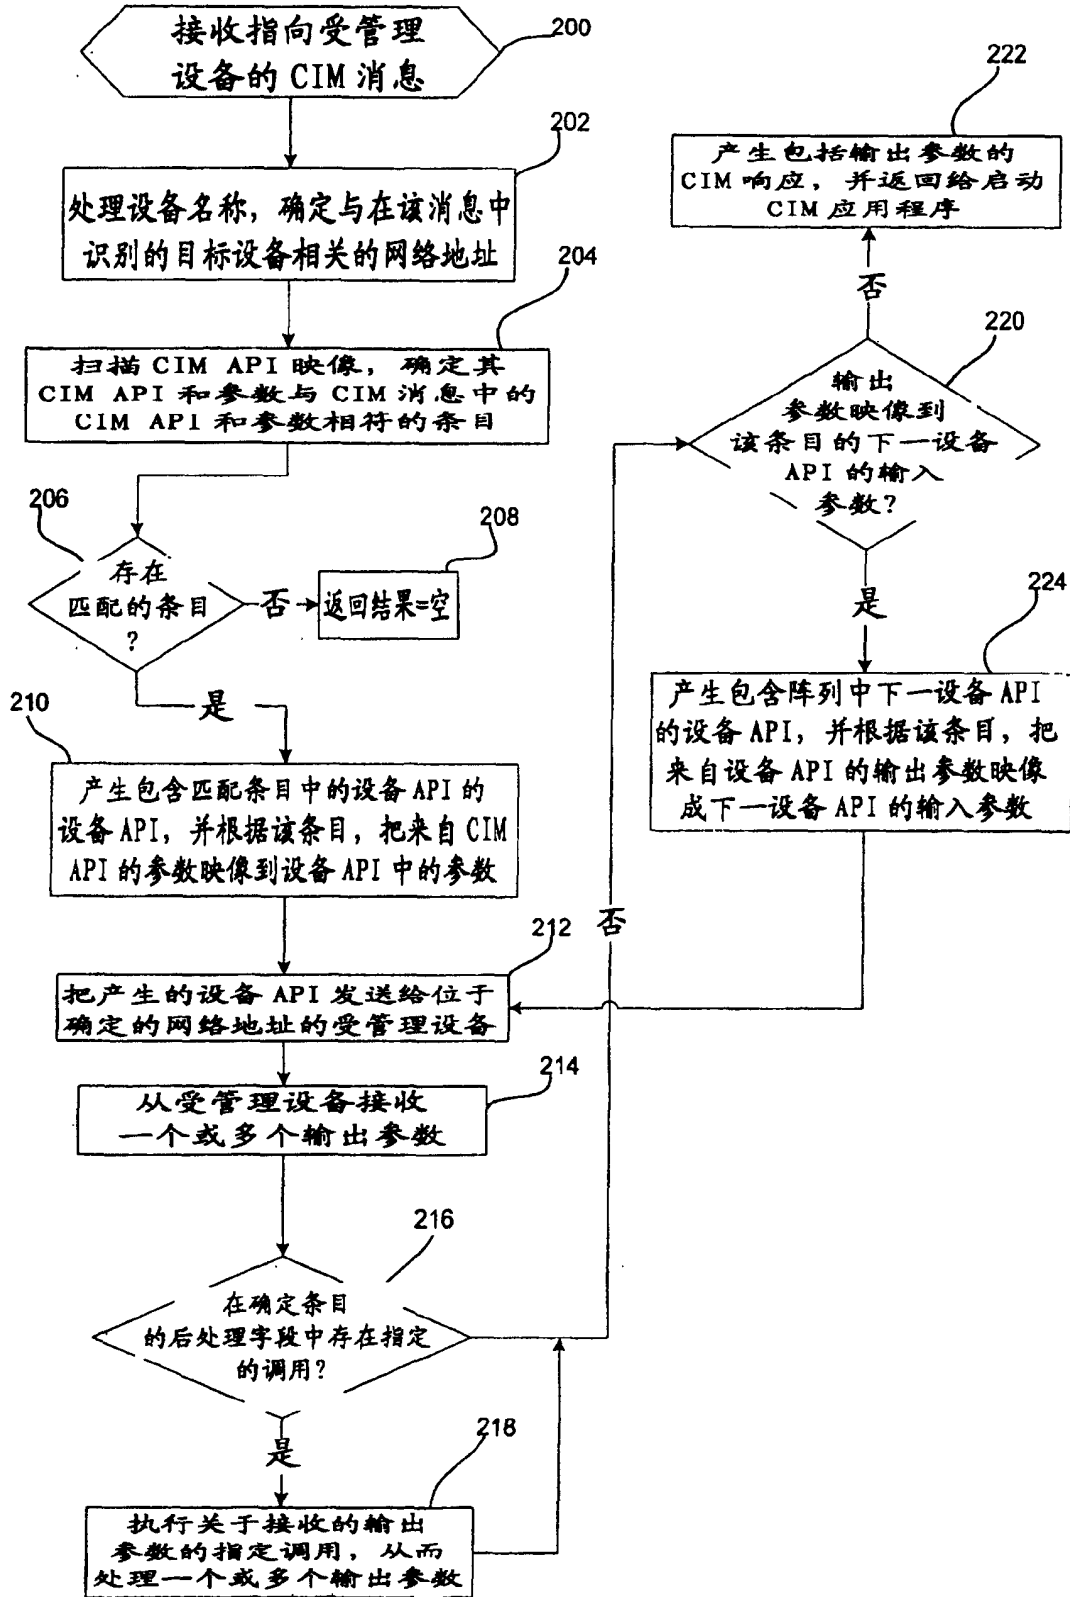 接收指向受管理
设备的 CIM 消息
200
202
处理设备名称，确定与在该消息中
识别的目标设备相关的网络地址
204
扫描 CIM API 映像，确定其
CIM API 和参数与 CIM 消息中的
CIM API 和参数相符的条目
206
存在
匹配的条目
?
否
208
返回结果=空
是
210
产生包含匹配条目中的设备 API 的
设备 API，并根据该条目，把来自 CIM
API 的参数映像到设备 API 中的参数
212
把产生的设备 API 发送给位于
确定的网络地址的受管理设备
214
从受管理设备接收
一个或多个输出参数
216
在确定条目
的后处理字段中存在指定
的调用?
否
是
218
执行关于接收的输出
参数的指定调用，从而
处理一个或多个输出参数
220
输出
参数映像到
该条目的下一设备
API 的输入
参数?
否
222
产生包括输出参数的
CIM 响应，并返回给启动
CIM 应用程序
是
224
产生包含阵列中下一设备 API
的设备 API，并根据该条目，把
来自设备 API 的输出参数映像
成下一设备 API 的输入参数